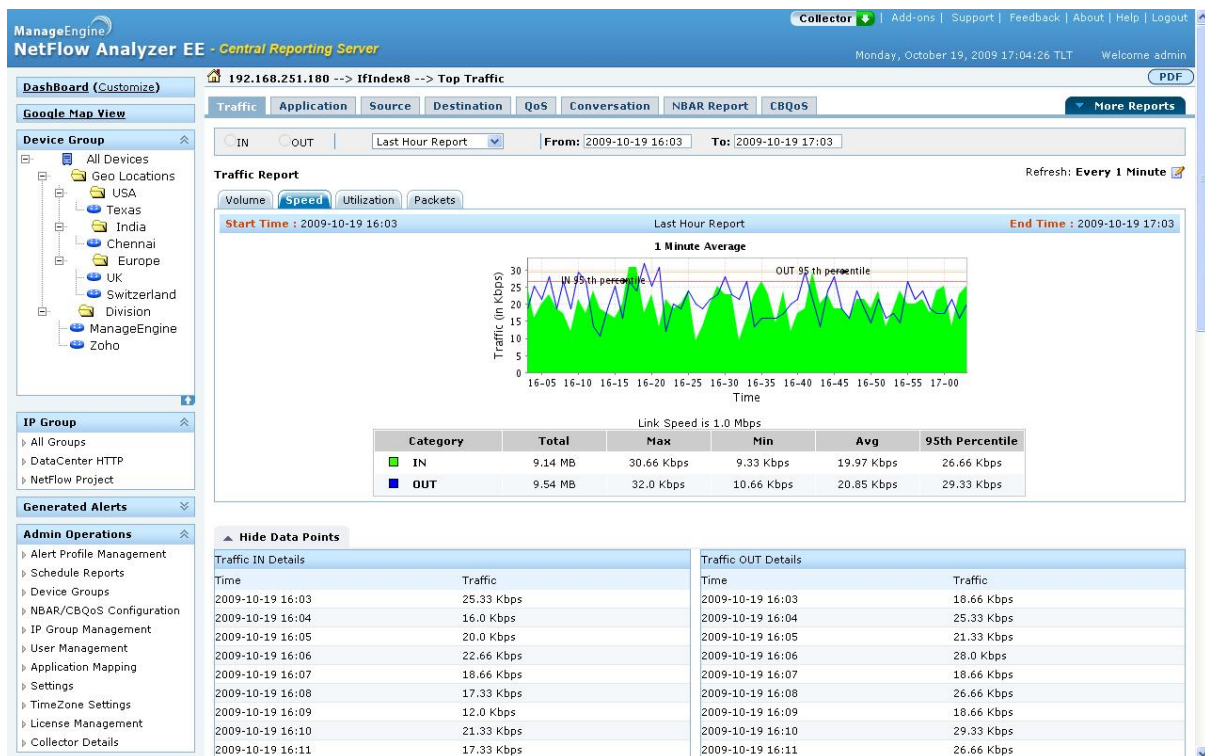 ManageEngine
NetFlow Analyzer EE - Central Reporting Server
Collector | Add-ons | Support | Feedback | About | Help | Logout
Monday, October 19, 2009 17:04:26 TLT Welcome admin
DashBoard (Customize)
Google Map View
Device Group
All Devices
Geo Locations
USA
Texas
India
Chennai
Europe
UK
Switzerland
Division
ManageEngine
Zoho
IP Group
All Groups
DataCenter HTTP
NetFlow Project
Generated Alerts
Admin Operations
Alert Profile Management
Schedule Reports
Device Groups
NBAR/CBQoS Configuration
IP Group Management
User Management
Application Mapping
Settings
TimeZone Settings
License Management
Collector Details
192.168.251.180 --> IfIndex8 --> Top Traffic
PDF
Traffic Application Source Destination QoS Conversation NBAR Report CBQoS More Reports
IN OUT Last Hour Report From: 2009-10-19 16:03 To: 2009-10-19 17:03
Traffic Report
Refresh: Every 1 Minute
Volume Speed Utilization Packets
Start Time : 2009-10-19 16:03 Last Hour Report End Time : 2009-10-19 17:03
1 Minute Average
Traffic (in Kbps)
30
25
20
15
10
5
0
IN 95 th percentile
OUT 95 th percentile
16-05 16-10 16-15 16-20 16-25 16-30 16-35 16-40 16-45 16-50 16-55 17-00
Time
Link Speed is 1.0 Mbps
Category Total Max Min Avg 95th Percentile
IN 9.14 MB 30.66 Kbps 9.33 Kbps 19.97 Kbps 26.66 Kbps
OUT 9.54 MB 32.0 Kbps 10.66 Kbps 20.85 Kbps 29.33 Kbps
Hide Data Points
Traffic IN Details
Time Traffic
2009-10-19 16:03 25.33 Kbps
2009-10-19 16:04 16.0 Kbps
2009-10-19 16:05 20.0 Kbps
2009-10-19 16:06 22.66 Kbps
2009-10-19 16:07 18.66 Kbps
2009-10-19 16:08 17.33 Kbps
2009-10-19 16:09 12.0 Kbps
2009-10-19 16:10 21.33 Kbps
2009-10-19 16:11 17.33 Kbps
Traffic OUT Details
Time Traffic
2009-10-19 16:03 18.66 Kbps
2009-10-19 16:04 25.33 Kbps
2009-10-19 16:05 21.33 Kbps
2009-10-19 16:06 28.0 Kbps
2009-10-19 16:07 18.66 Kbps
2009-10-19 16:08 26.66 Kbps
2009-10-19 16:09 18.66 Kbps
2009-10-19 16:10 29.33 Kbps
2009-10-19 16:11 26.66 Kbps